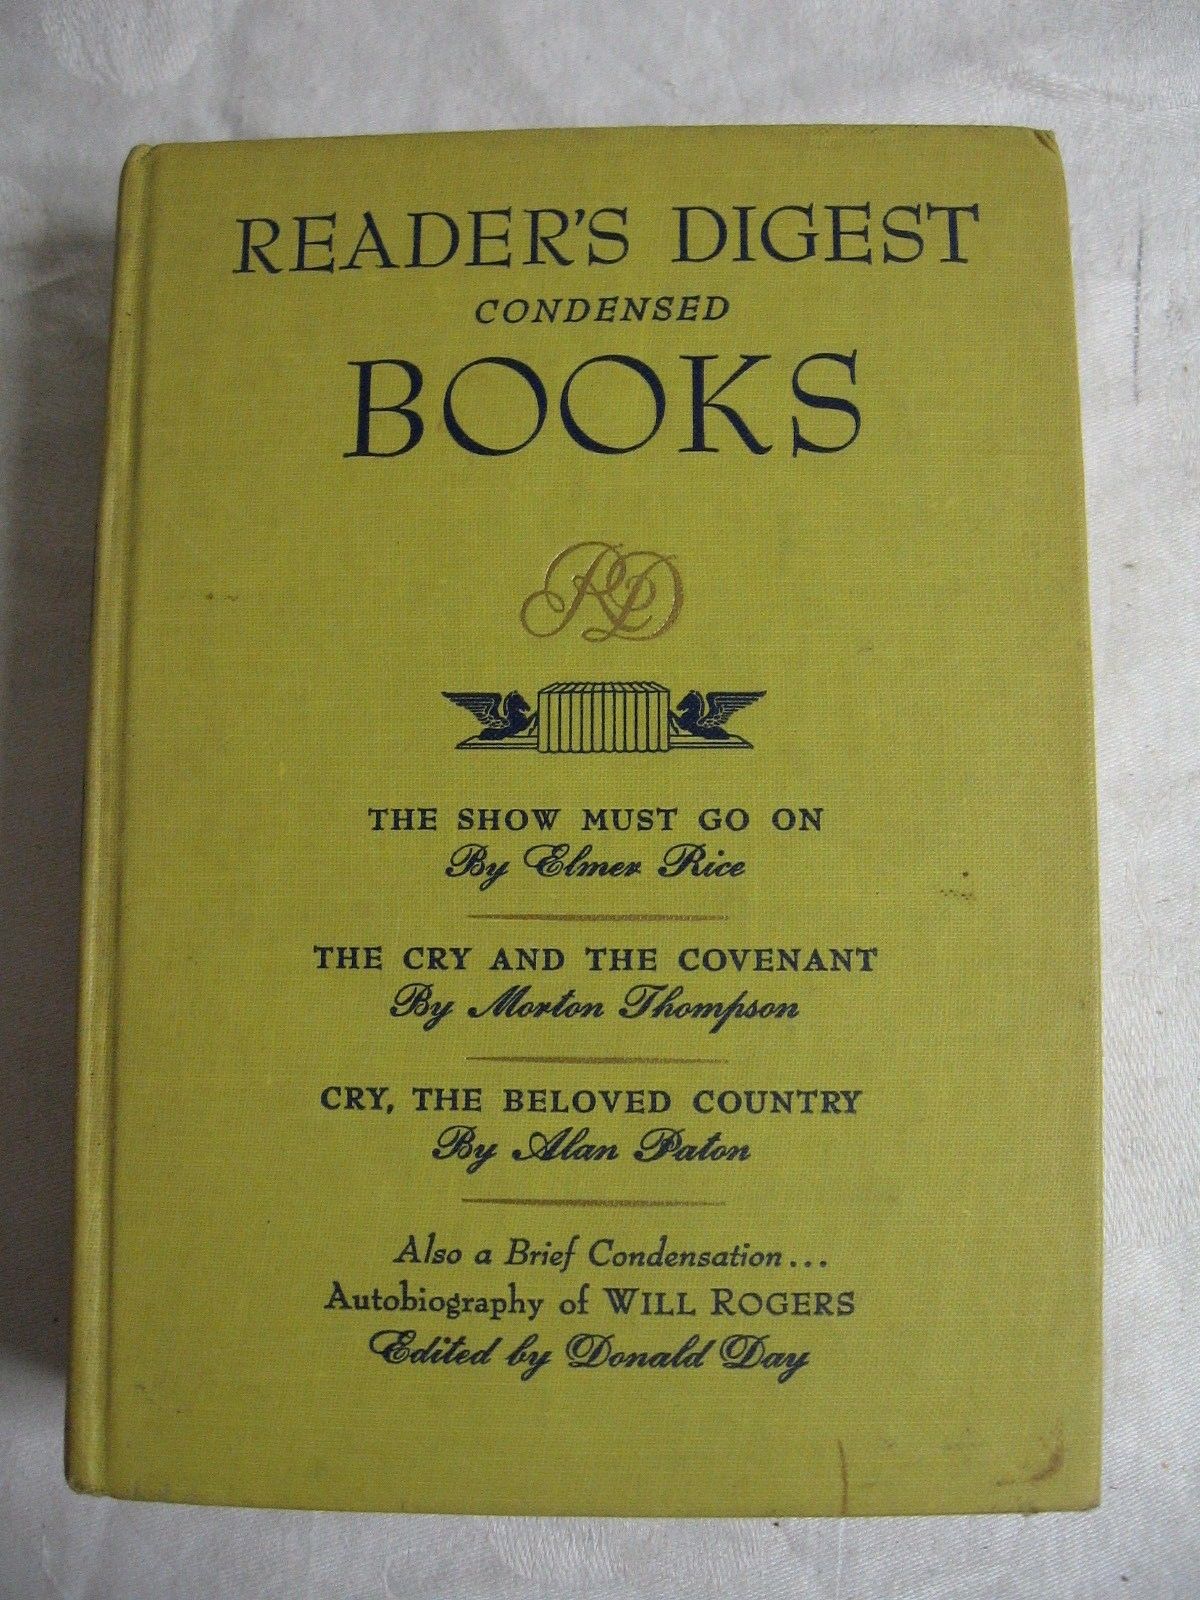 READER'S DIGEST
CONDENSED
BOOKS
RD
THE SHOW MUST GO ON
By Elmer Rice
THE CRY AND THE COVENANT
By Morton Thompson
CRY, THE BELOVED COUNTRY
By Alan Paton
Also a Brief Condensation...
Autobiography of WILL ROGERS
Edited by Donald Day